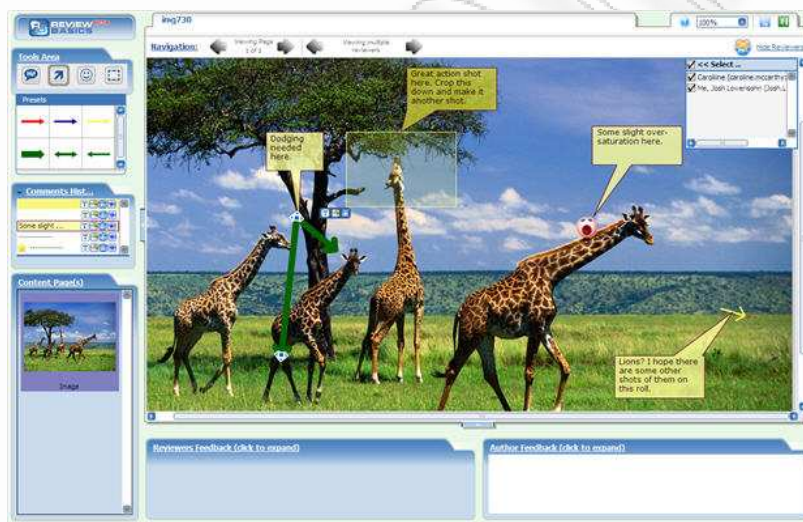 REVIEW
BASICS
img730
100%
Tools Area
Navigation:
Viewing Page
1 of 1
Viewing multiple
reviewers
Hide Reviewers
Presets
<< Select ..
Caroline (caroline.mccarthy
Me, Josh Lowensohn (Josh.L
Great action shot
here. Crop this
down and make it
another shot.
Dodging
needed
here.
Some slight over-
saturation here.
Comments Hist...
Some slight ...
Content Page(s)
Image
Lions? I hope there
are some other
shots of them on
this roll.
Reviewers Feedback (click to expand)
Author Feedback (click to expand)